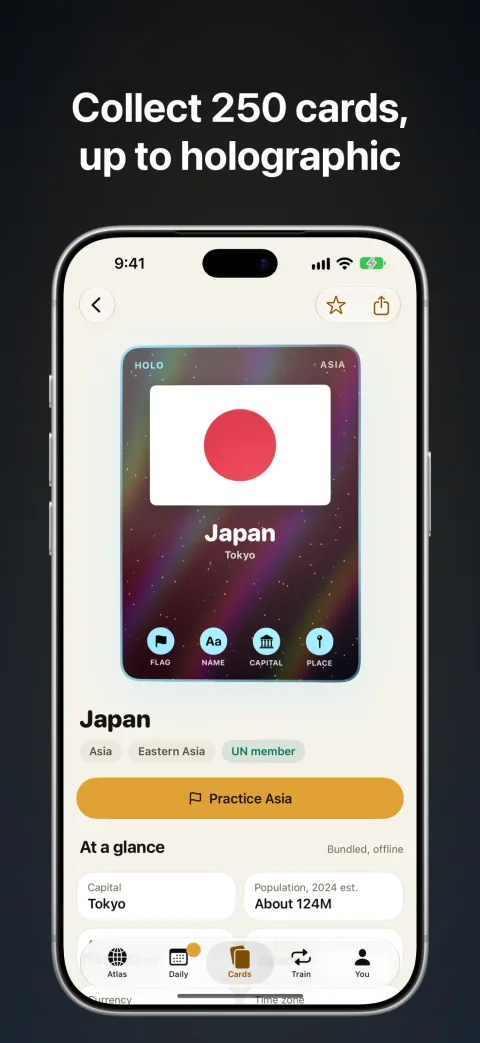 Collect 250 cards,
up to holographic
9:41
HOLO
ASIA
Japan
Tokyo
Aa
FLAG
NAME
CAPITAL
PLACE
Japan
Asia
Eastern Asia
UN member
Practice Asia
At a glance
Bundled, offline
Capital
Tokyo
Population, 2024 est.
About 124M
Atlas
Daily
Cards
Train
You
Currency
Time zone